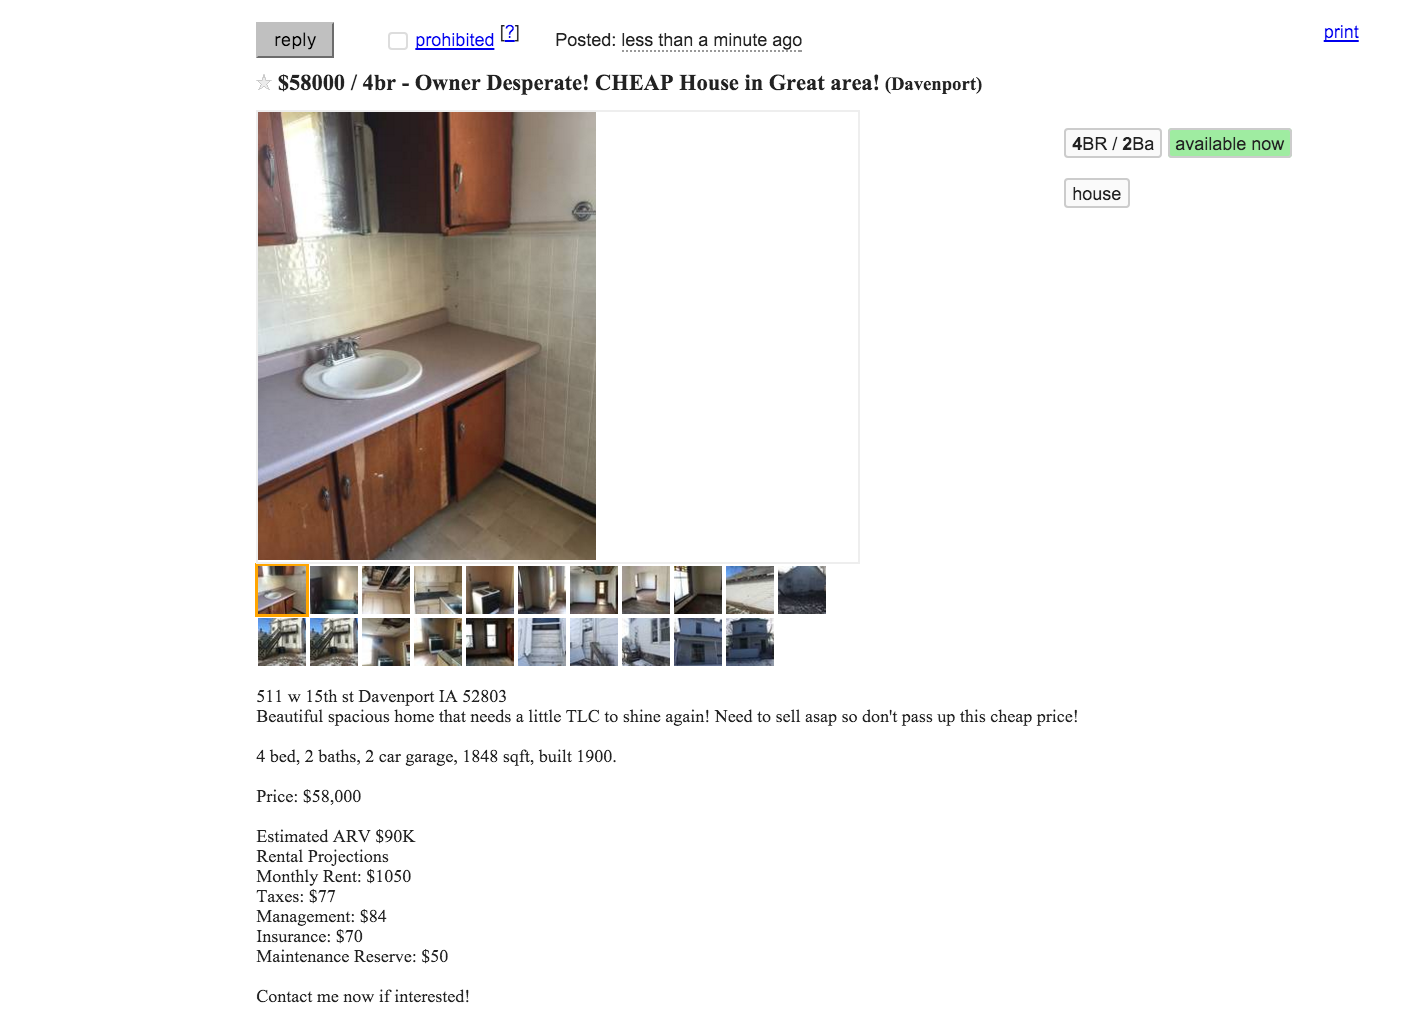 reply
prohibited [?]
Posted: less than a minute ago
print
$58000 / 4br - Owner Desperate! CHEAP House in Great area! (Davenport)
4BR / 2Ba
available now
house
511 w 15th st Davenport IA 52803
Beautiful spacious home that needs a little TLC to shine again! Need to sell asap so don't pass up this cheap price!
4 bed, 2 baths, 2 car garage, 1848 sqft, built 1900.
Price: $58,000
Estimated ARV $90K
Rental Projections
Monthly Rent: $1050
Taxes: $77
Management: $84
Insurance: $70
Maintenance Reserve: $50
Contact me now if interested!